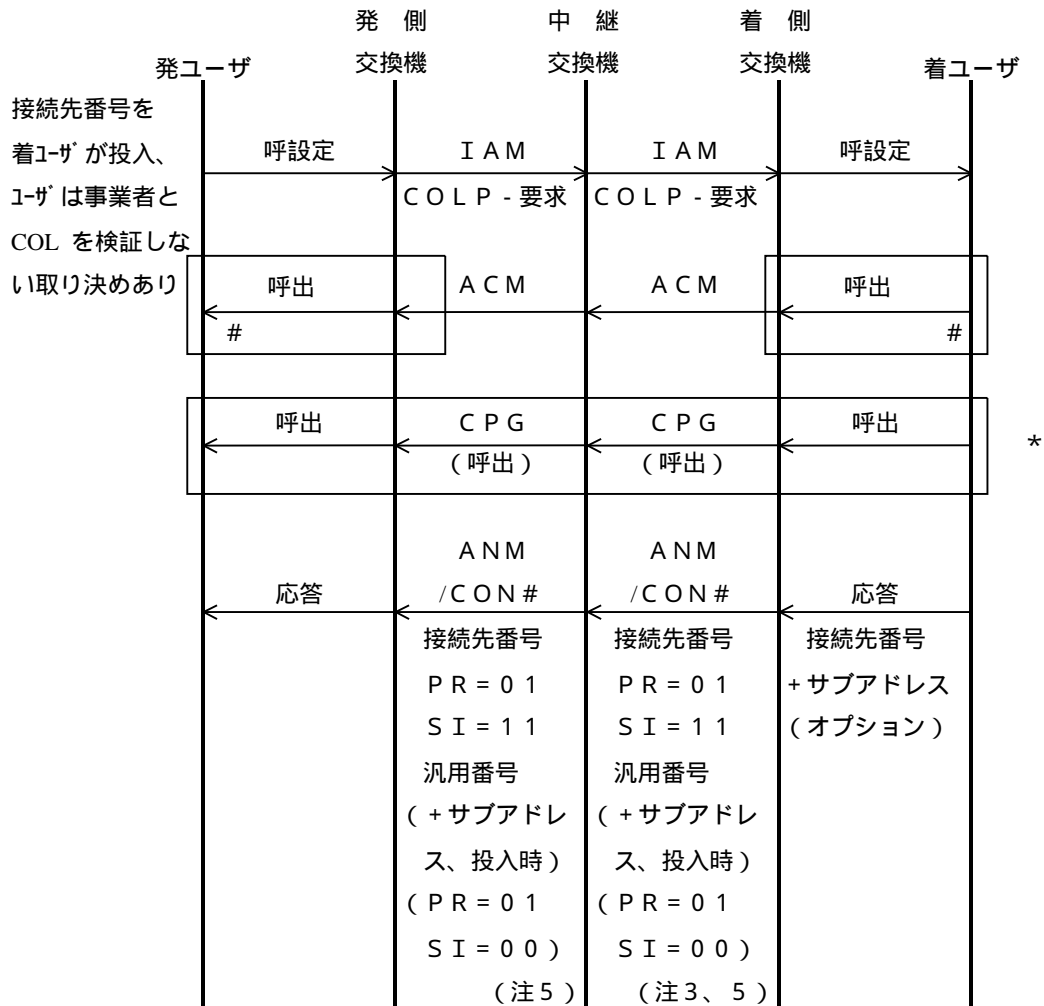 発　側　中　継　着　側
発ユーザ　交換機　交換機　交換機　着ユーザ
接続先番号を
着ﾕｰｻﾞが投入、
ﾕｰｻﾞは事業者と
COL を検証しな
い取り決めあり
呼設定　ＩＡＭ　ＩＡＭ　呼設定
ＣＯＬＰ-要求　ＣＯＬＰ-要求
呼出　ＡＣＭ　ＡＣＭ　呼出
＃　＃
呼出　ＣＰＧ　ＣＰＧ　呼出
（呼出）　（呼出）　＊
ＡＮＭ　ＡＮＭ
応答　/ＣＯＮ＃　/ＣＯＮ＃　応答
接続先番号　接続先番号　接続先番号
ＰＲ=０１　ＰＲ=０１　+サブアドレス
ＳＩ=１１　ＳＩ=１１　（オプション）
汎用番号　汎用番号
（+サブアドレ　（+サブアドレ
ス、投入時）　ス、投入時）
（ＰＲ=０１　（ＰＲ=０１
ＳＩ=００）　ＳＩ=００）
（注５）　（注３、５）